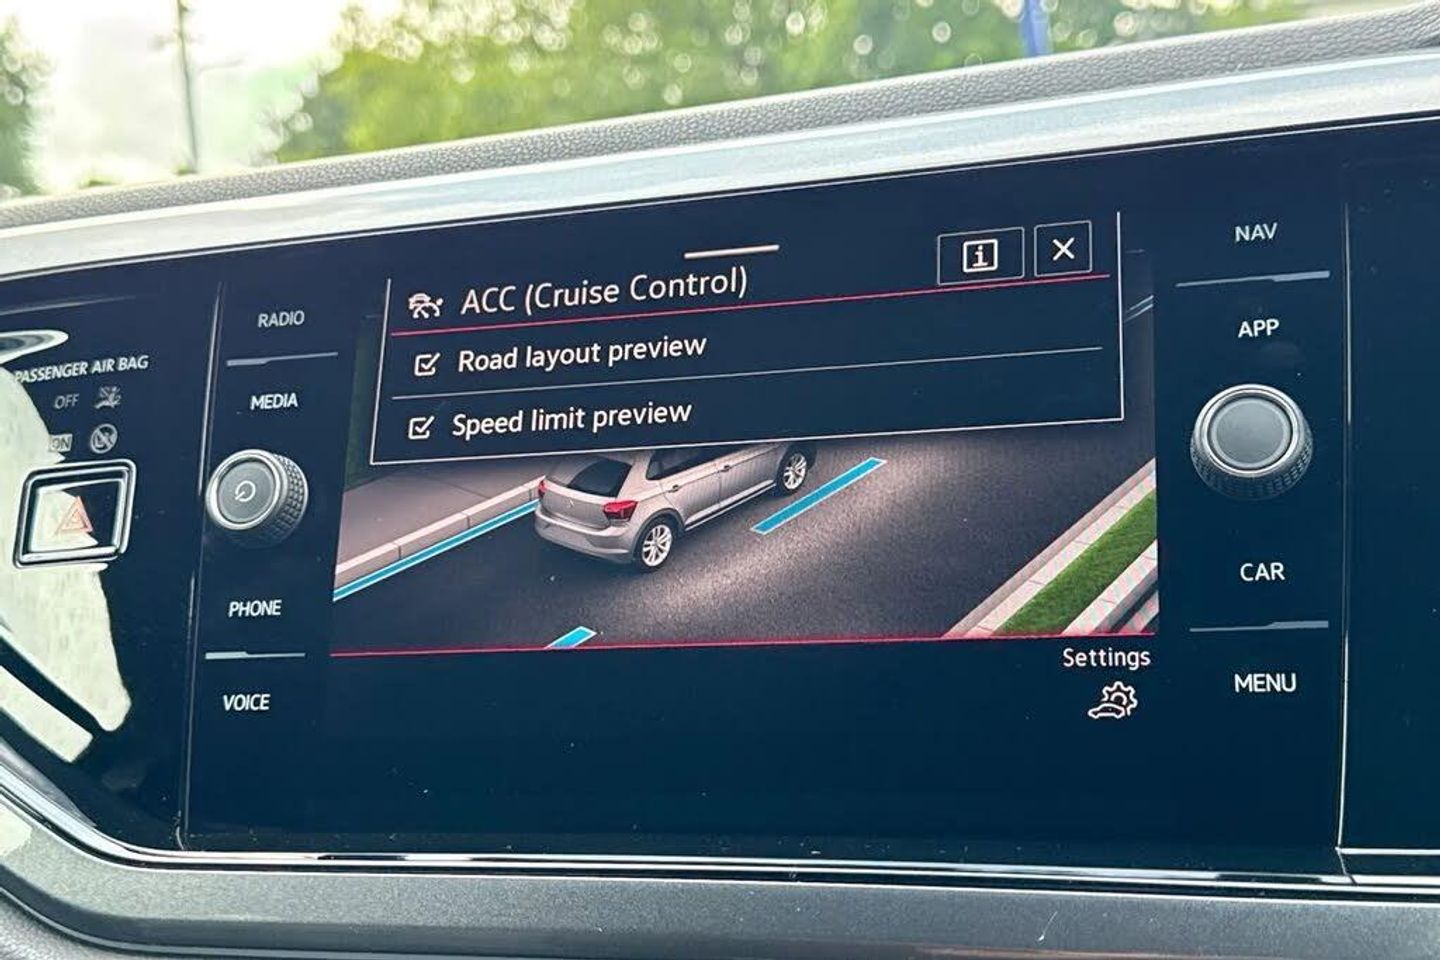 PASSENGER AIR BAG
OFF
ON
RADIO
MEDIA
PHONE
VOICE
ACC (Cruise Control)
i
Road layout preview
Speed limit preview
Settings
NAV
APP
CAR
MENU